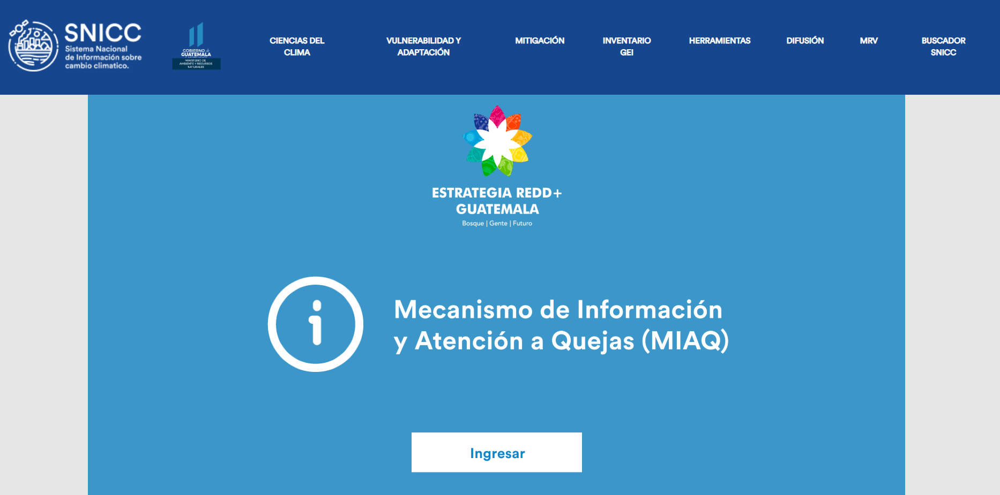 SNICC
Sistema Nacional
de Información sobre
cambio climatico.
GOBIERNO de
GUATEMALA
MINISTERIO DE
AMBIENTE Y RECURSOS
NATURALES
CIENCIAS DEL
CLIMA
VULNERABILIDAD Y
ADAPTACIÓN
MITIGACIÓN
INVENTARIO
GEI
HERRAMIENTAS
DIFUSIÓN
MRV
BUSCADOR
SNICC
ESTRATEGIA REDD+
GUATEMALA
Bosque | Gente | Futuro
i
Mecanismo de Información
y Atención a Quejas (MIAQ)
Ingresar